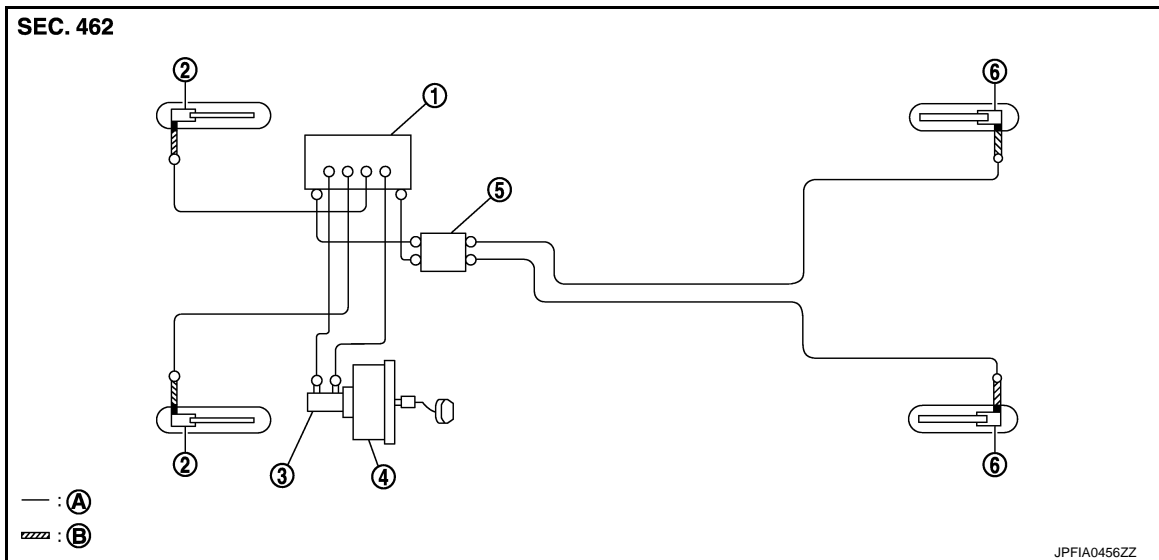 SEC. 462
② ⑥
①
⑤
② ③ ④ ⑥
: Ⓐ
: Ⓑ
JPFIA0456ZZ